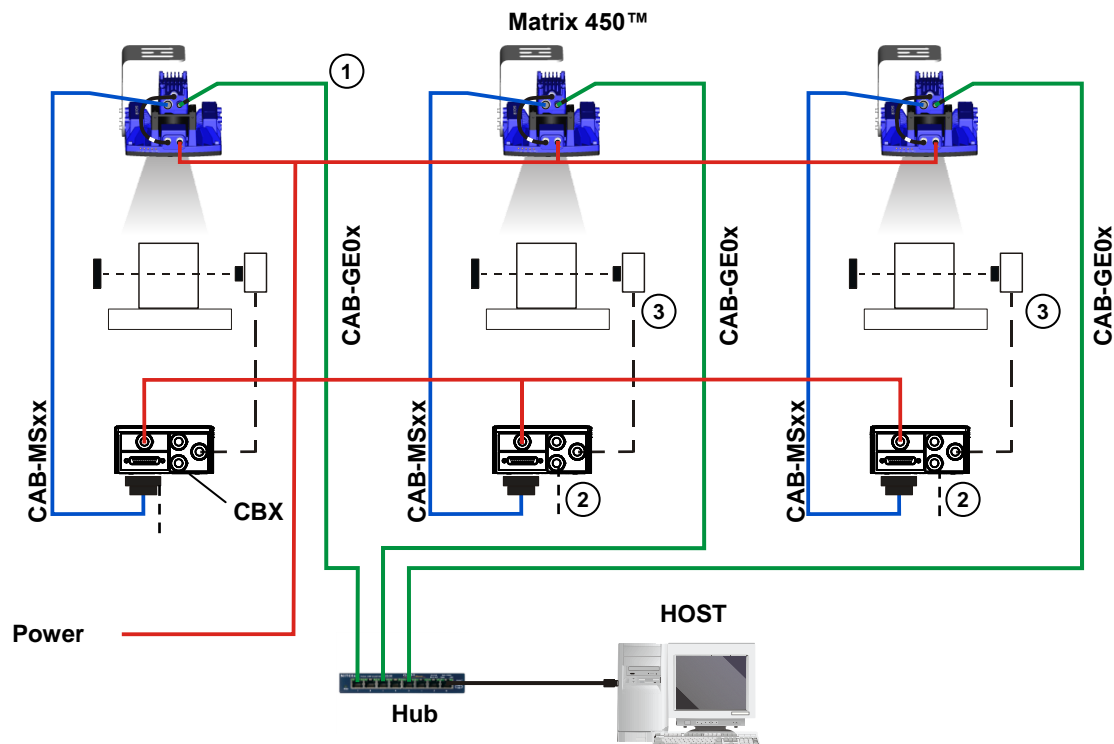 Matrix 450™
1
CAB-GE0x
CAB-GE0x
CAB-GE0x
3
3
CAB-MSxx
CAB-MSxx
CAB-MSxx
CBX
2
2
Power
HOST
Hub